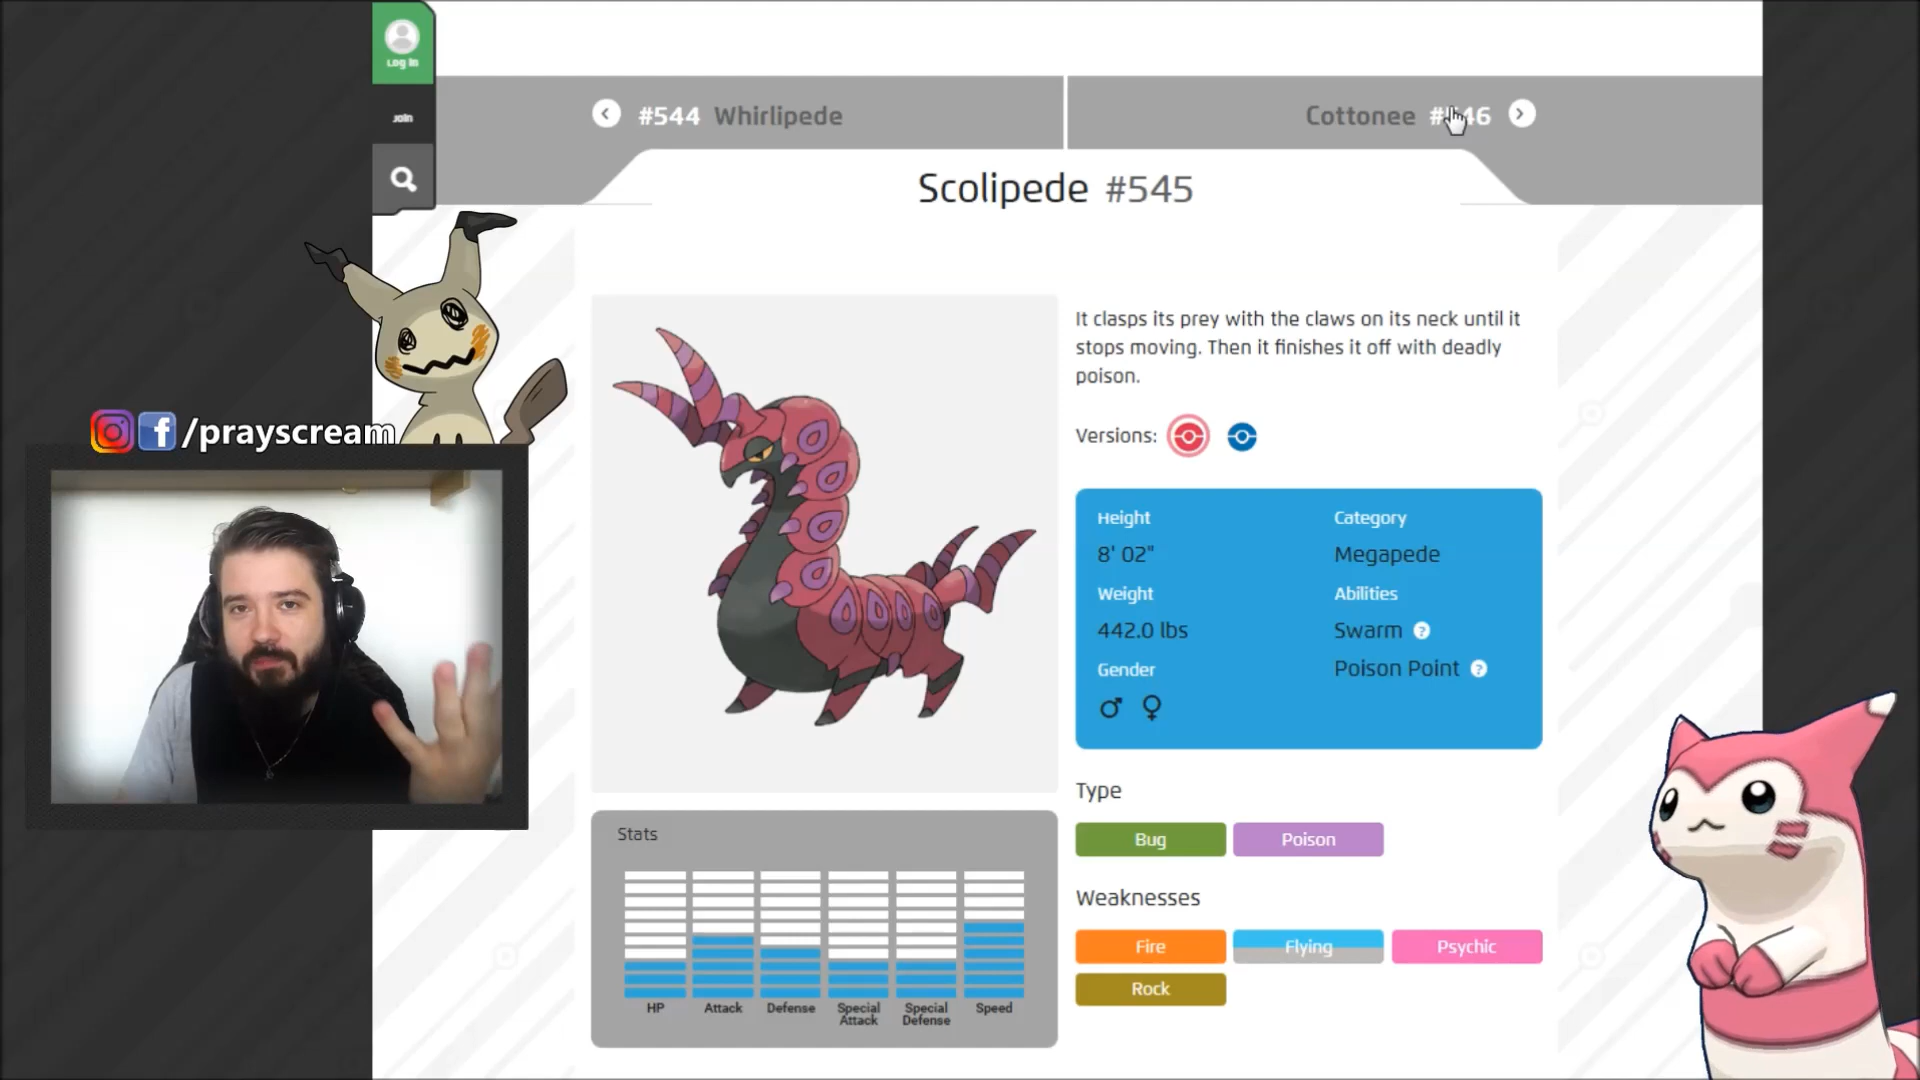 Log In
Join
#544 Whirlipede
Cottonee #546
Scolipede #545
It clasps its prey with the claws on its neck until it
stops moving. Then it finishes it off with deadly
poison.
Versions:
/prayscream
Height
8' 02"
Weight
442.0 lbs
Gender
Category
Megapede
Abilities
Swarm ?
Poison Point ?
Type
Bug
Poison
Weaknesses
Fire
Flying
Psychic
Rock
Stats
HP
Attack
Defense
Special
Attack
Special
Defense
Speed